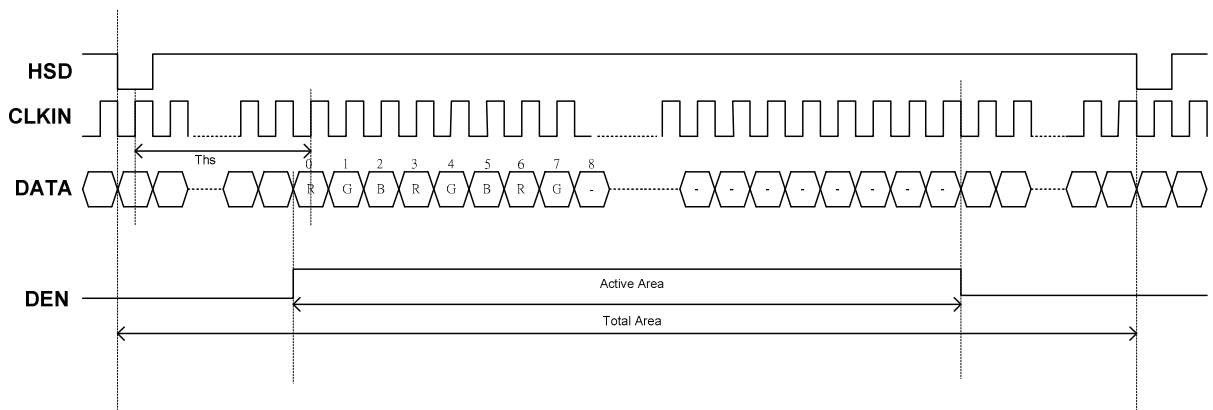 HSD
CLKIN
Ths
0 1 2 3 4 5 6 7 8
DATA
R G B R G B R G - - - - - - - - -
DEN
Active Area
Total Area